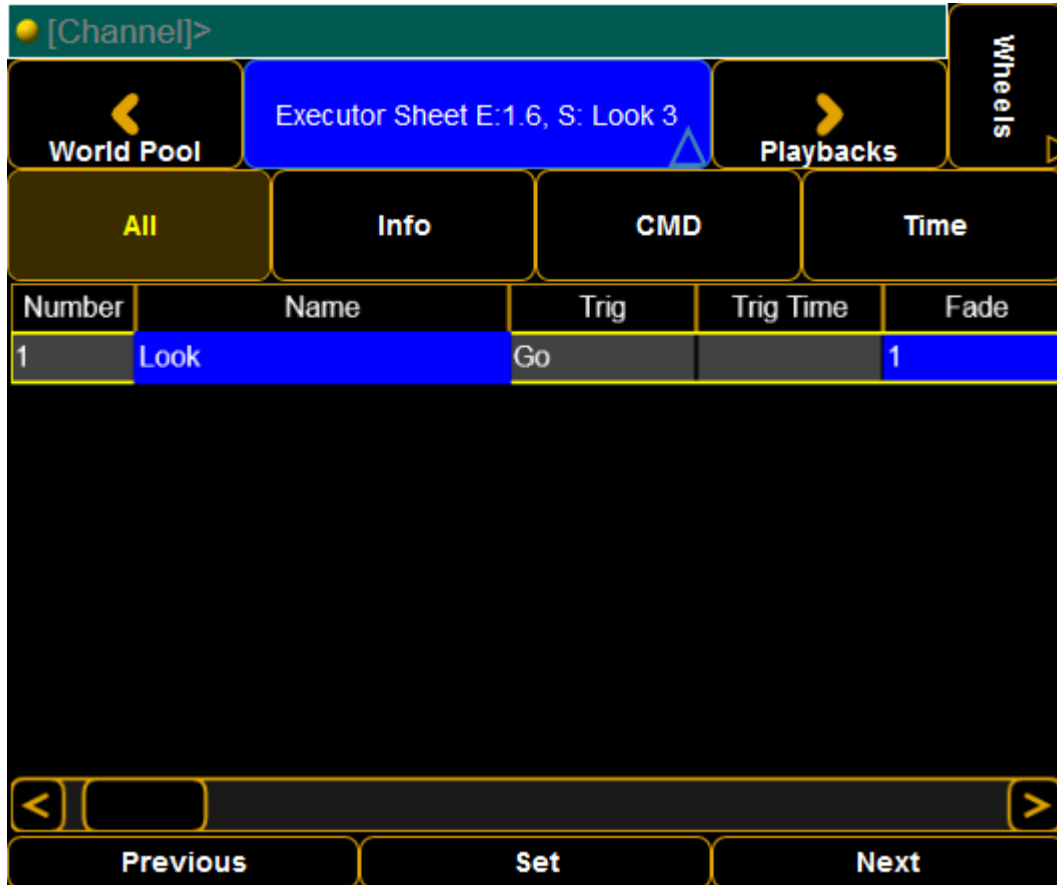 [Channel]>
Wheels
World Pool
Executor Sheet E:1.6, S: Look 3
Playbacks
All Info CMD Time
Number Name Trig Trig Time Fade
1 Look Go 1
Previous Set Next